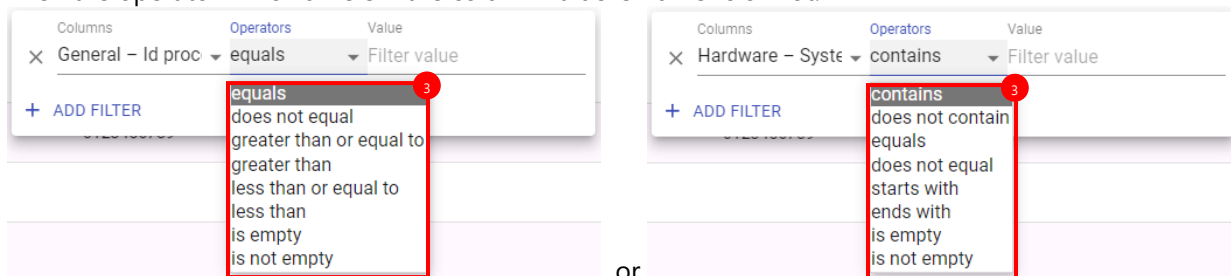 Columns Operators Value
General – Id proc equals Filter value
3
equals
+ ADD FILTER
does not equal
greater than or equal to
greater than
less than or equal to
less than
is empty
is not empty
or
Columns Operators Value
Hardware – Syste contains Filter value
3
contains
+ ADD FILTER
does not contain
equals
does not equal
starts with
ends with
is empty
is not empty